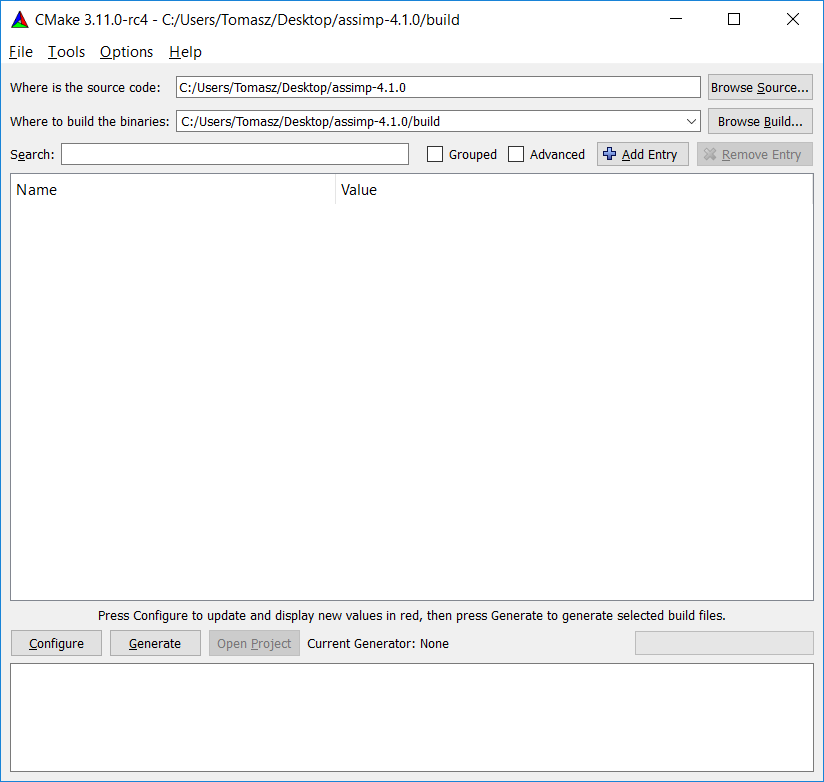 CMake 3.11.0-rc4 - C:/Users/Tomasz/Desktop/assimp-4.1.0/build
File Tools Options Help
Where is the source code: C:/Users/Tomasz/Desktop/assimp-4.1.0 Browse Source...
Where to build the binaries: C:/Users/Tomasz/Desktop/assimp-4.1.0/build Browse Build...
Search: Grouped Advanced Add Entry Remove Entry
Name Value
Press Configure to update and display new values in red, then press Generate to generate selected build files.
Configure Generate Open Project Current Generator: None